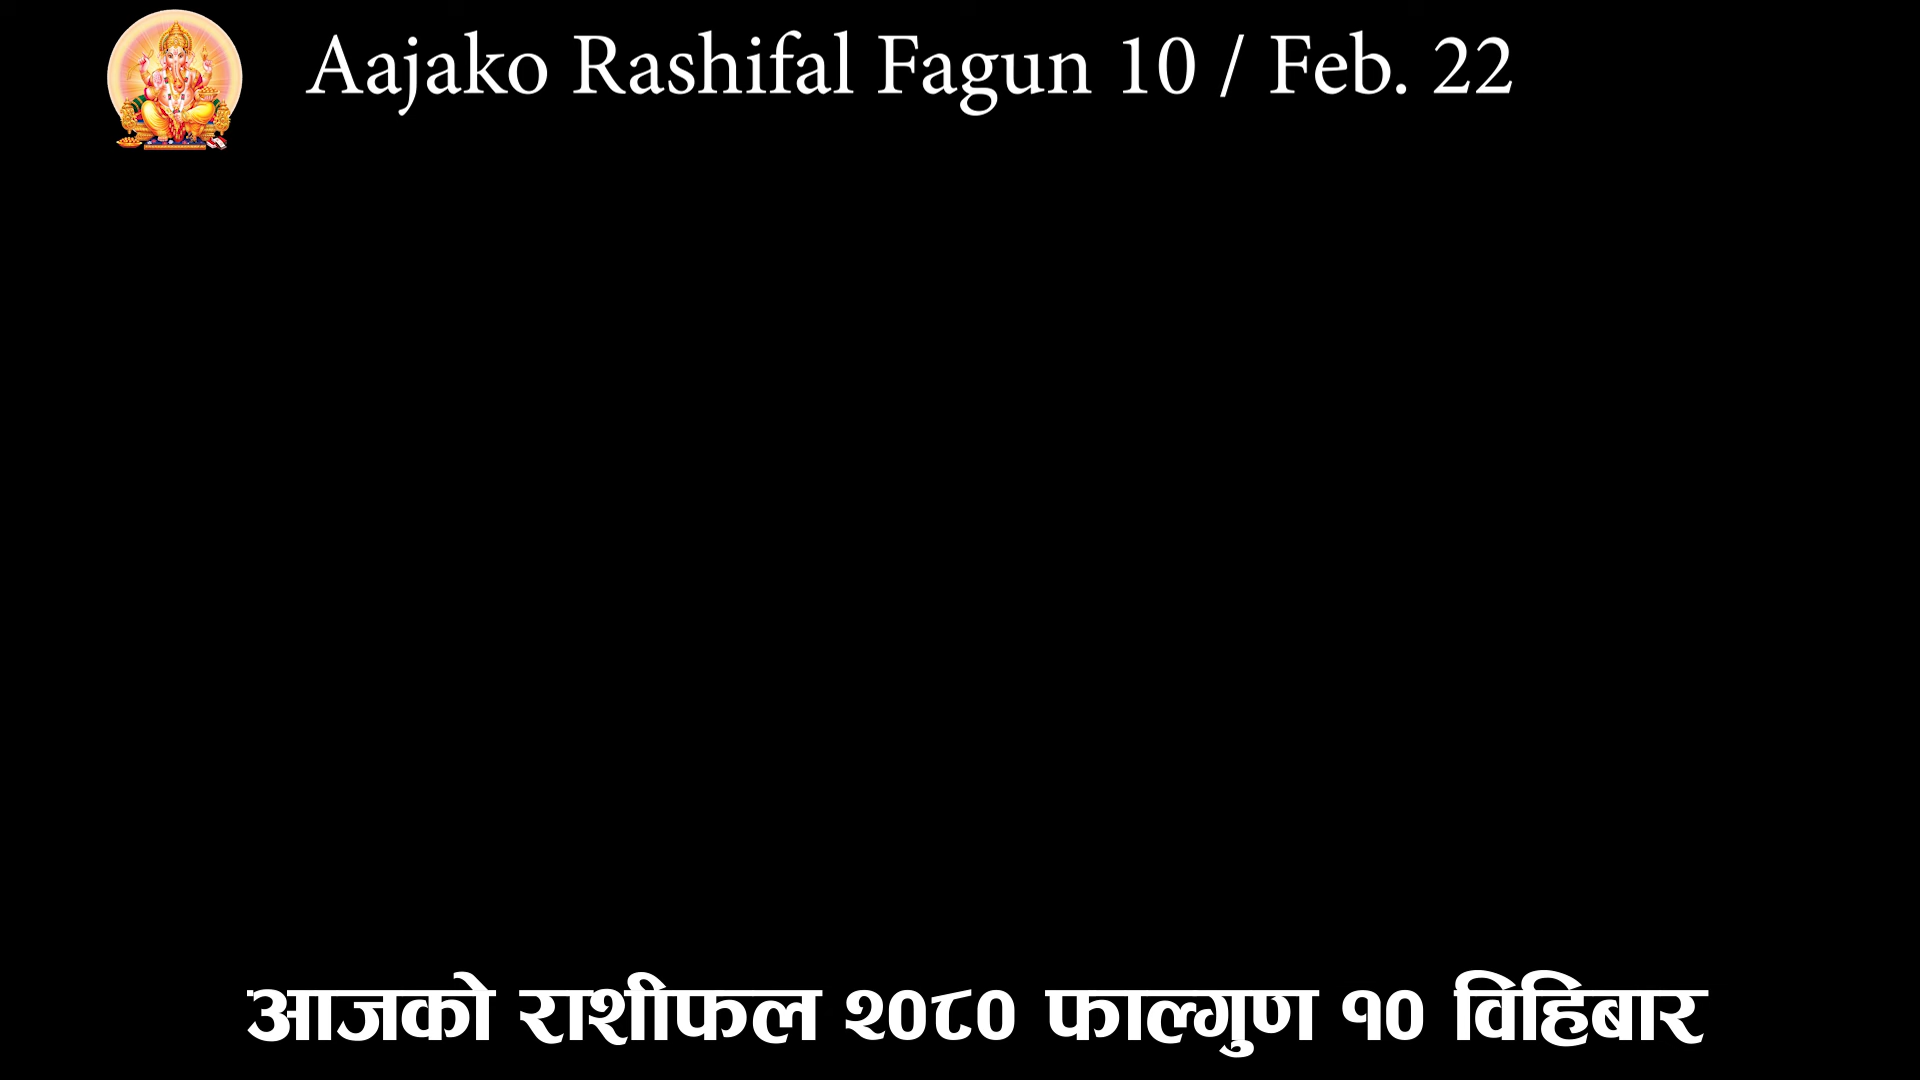 Aajako Rashifal Fagun 10 / Feb. 22
आजको राशीफल २०८० फाल्गुण १० विहिबार